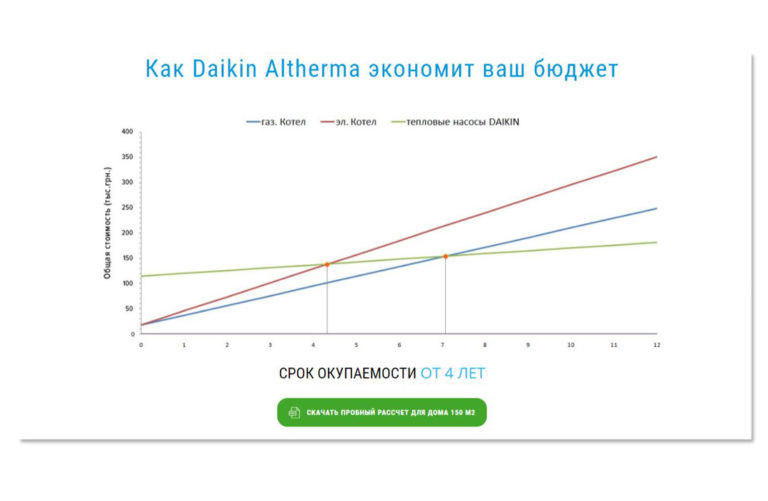 Как Daikin Altherma экономит ваш бюджет
газ. Котел эл. Котел тепловые насосы DAIKIN
Общая стоимость (тыс.грн.)
400
350
300
250
200
150
100
50
0
0 1 2 3 4 5 6 7 8 9 10 11 12
СРОК ОКУПАЕМОСТИ ОТ 4 ЛЕТ
СКАЧАТЬ ПРОБНЫЙ РАССЧЕТ ДЛЯ ДОМА 150 М2